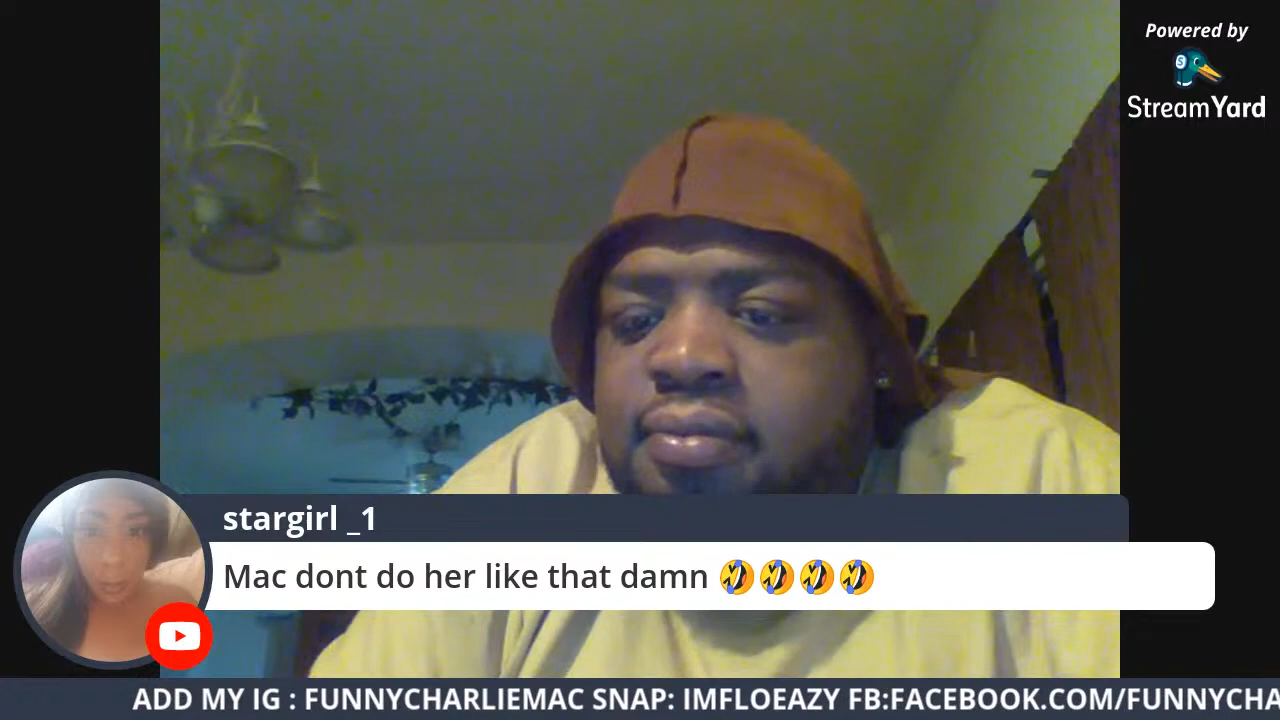 Powered by
StreamYard
stargirl _1
Mac dont do her like that damn 🤣🤣🤣🤣
ADD MY IG : FUNNYCHARLIEMAC SNAP: IMFLOEAZY FB:FACEBOOK.COM/FUNNYCHA